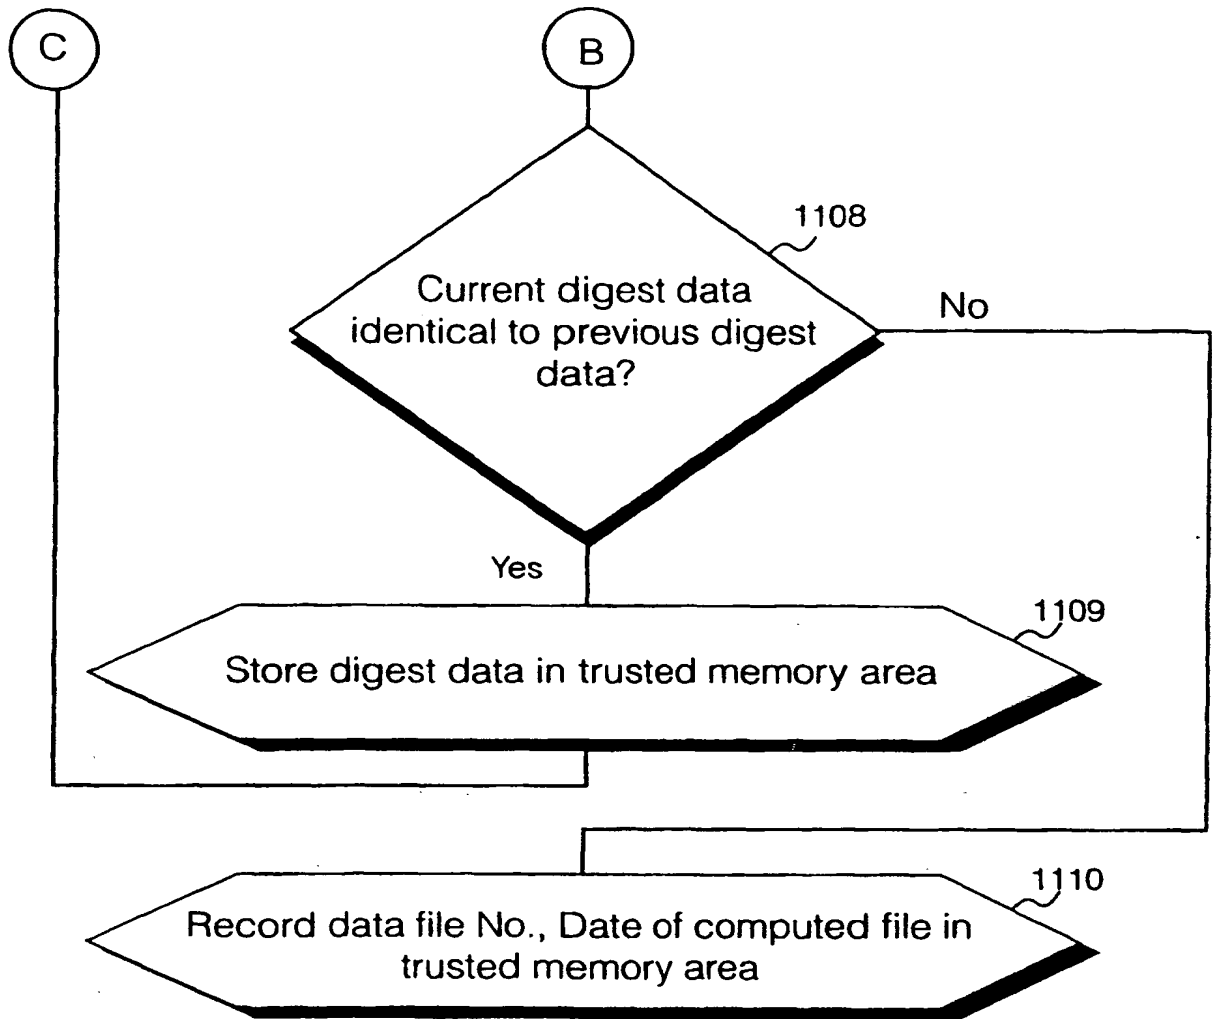 C
B
1108
Current digest data
identical to previous digest
data?
No
Yes
1109
Store digest data in trusted memory area
1110
Record data file No., Date of computed file in
trusted memory area